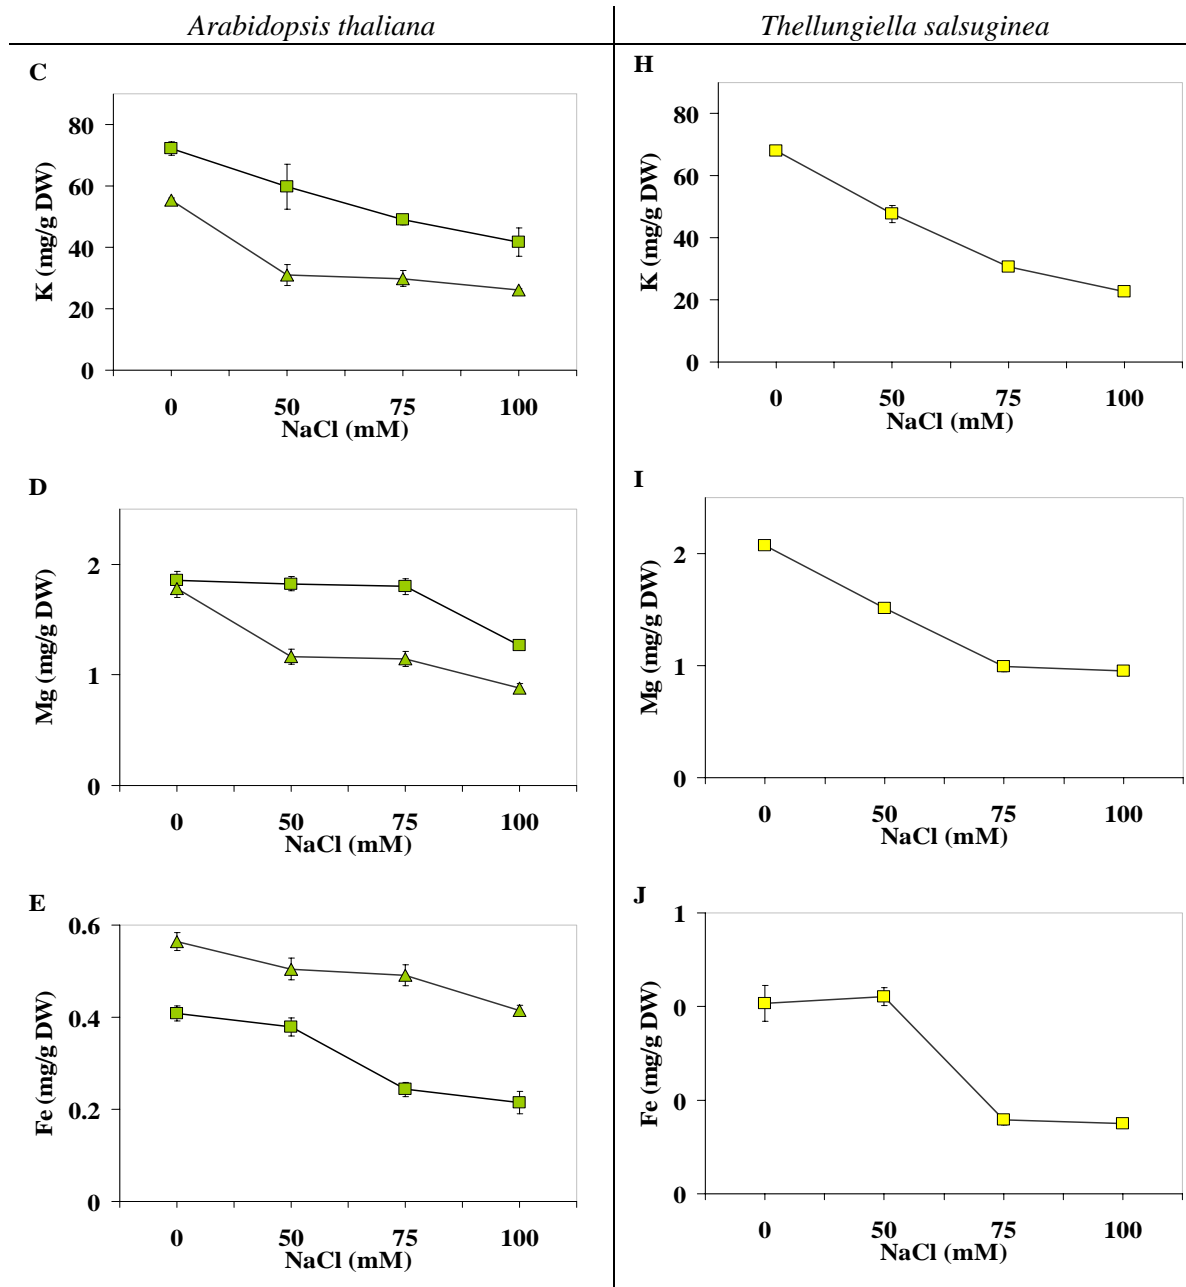 Arabidopsis thaliana
Thellungiella salsuginea
C
K (mg/g DW)
80
60
40
20
0
0 50 75 100
NaCl (mM)
H
K (mg/g DW)
80
60
40
20
0
0 50 75 100
NaCl (mM)
D
Mg (mg/g DW)
2
1
0
0 50 75 100
NaCl (mM)
I
Mg (mg/g DW)
2
1
0
0 50 75 100
NaCl (mM)
E
Fe (mg/g DW)
0.6
0.4
0.2
0
0 50 75 100
NaCl (mM)
J
Fe (mg/g DW)
1
0
0
0
0 50 75 100
NaCl (mM)